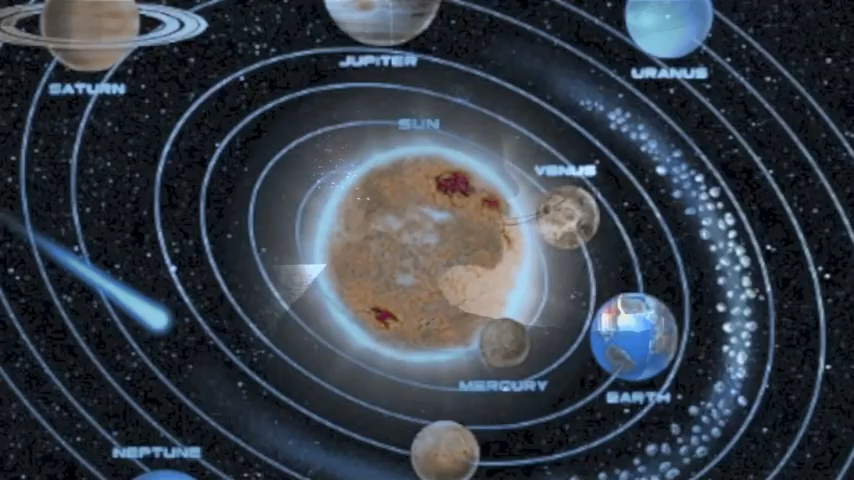 JUPITER
URANUS
SATURN
SUN
VENUS
MERCURY
EARTH
NEPTUNE